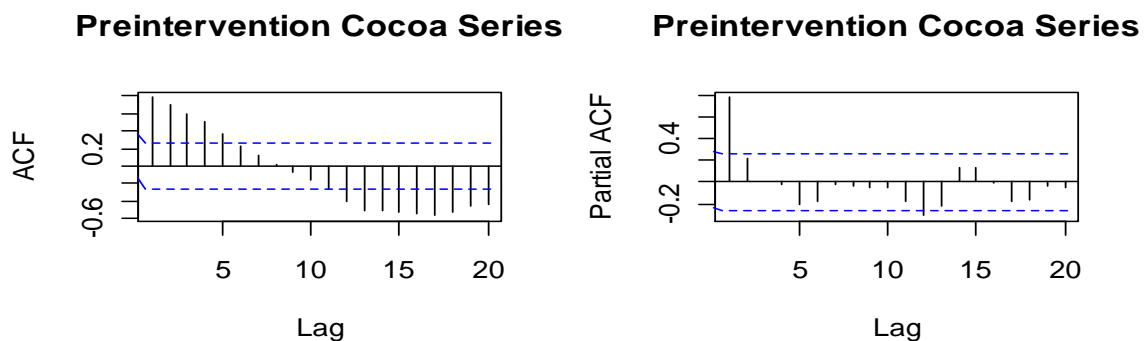 Preintervention Cocoa Series
ACF
0.2
-0.6
5 10 15 20
Lag
Preintervention Cocoa Series
Partial ACF
0.4
-0.2
5 10 15 20
Lag